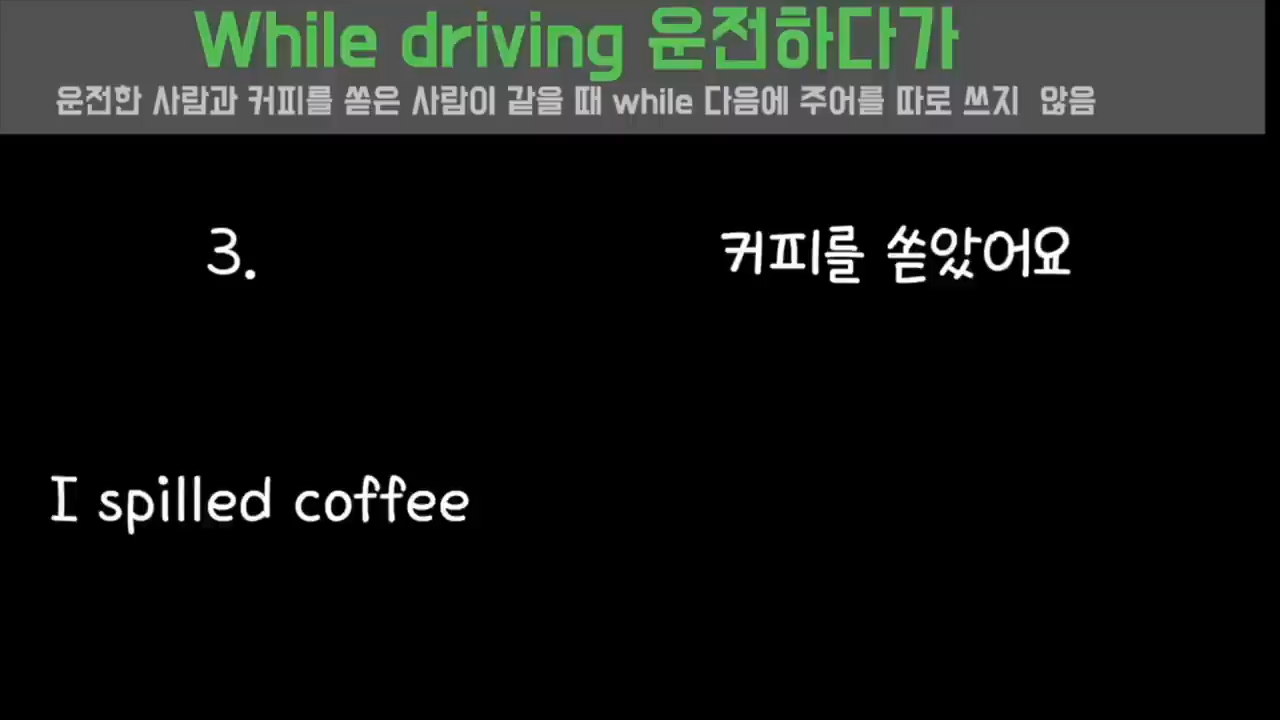 While driving 운전하다가
운전한 사람과 커피를 쏟은 사람이 같을 때 while 다음에 주어를 따로 쓰지 않음
3. 커피를 쏟았어요
I spilled coffee